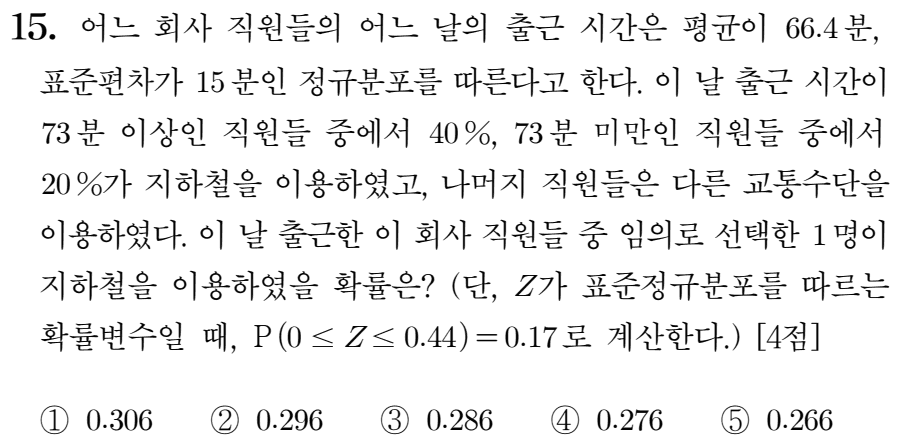 15. 어느 회사 직원들의 어느 날의 출근 시간은 평균이 66.4분,
표준편차가 15분인 정규분포를 따른다고 한다. 이 날 출근 시간이
73분 이상인 직원들 중에서 40%, 73분 미만인 직원들 중에서
20%가 지하철을 이용하였고, 나머지 직원들은 다른 교통수단을
이용하였다. 이 날 출근한 이 회사 직원들 중 임의로 선택한 1명이
지하철을 이용하였을 확률은? (단, Z가 표준정규분포를 따르는
확률변수일 때, P(0 ≤ Z ≤ 0.44) = 0.17로 계산한다.) [4점]
① 0.306 ② 0.296 ③ 0.286 ④ 0.276 ⑤ 0.266